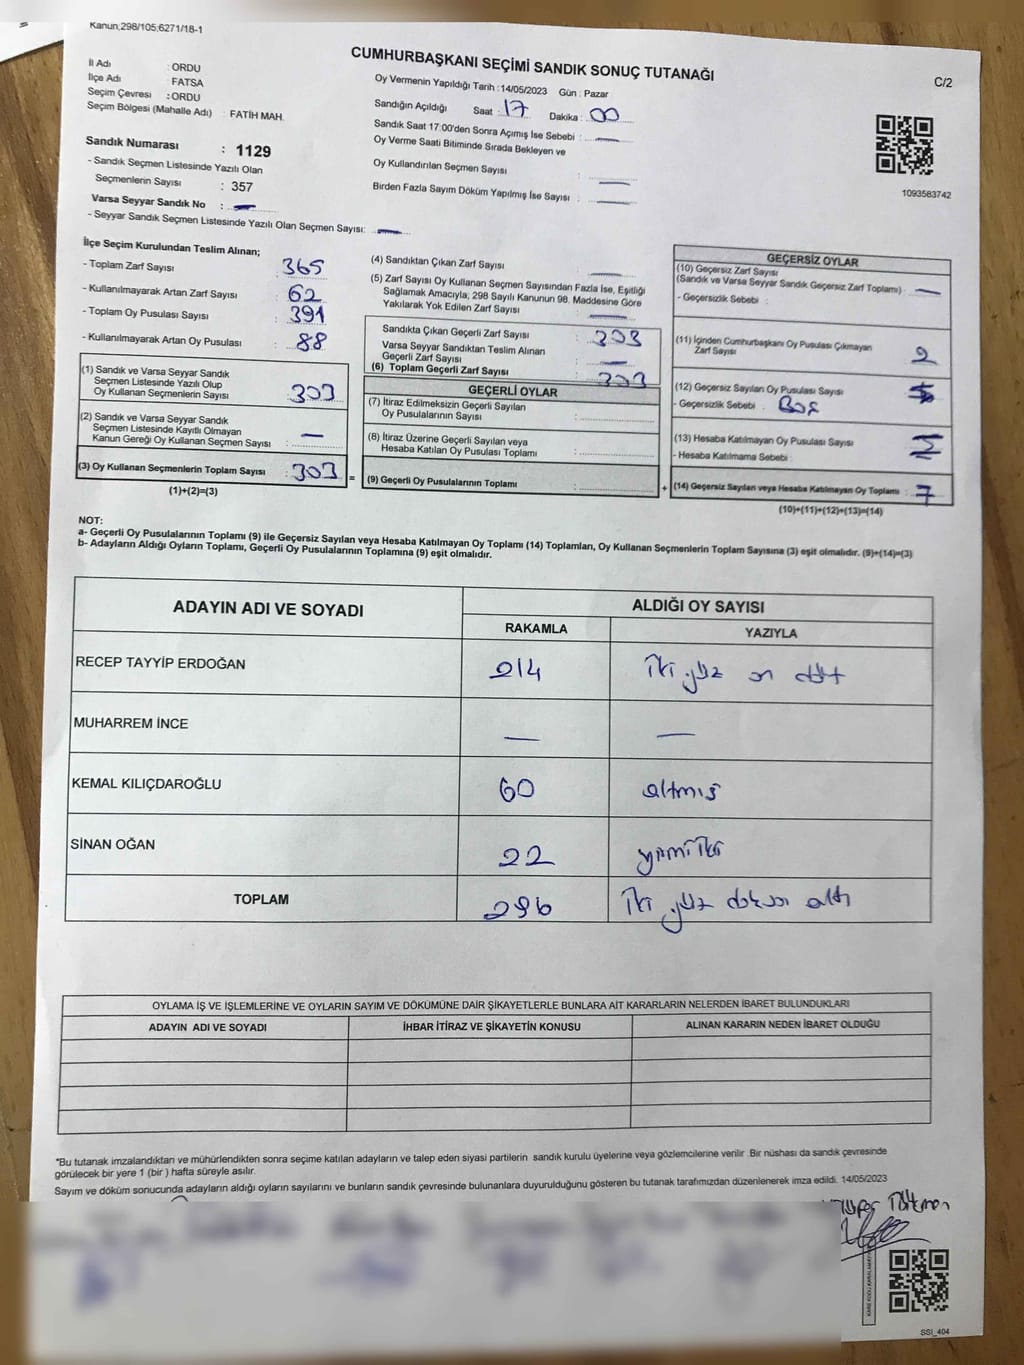 Kanun;298/105;6271/18-1
CUMHURBAŞKANI SEÇİMİ SANDIK SONUÇ TUTANAĞI
C/2
İl Adı : ORDU
İlçe Adı : FATSA
Seçim Çevresi : ORDU
Seçim Bölgesi (Mahalle Adı) : FATİH MAH.
Sandık Numarası : 1129
- Sandık Seçmen Listesinde Yazılı Olan
Seçmenlerin Sayısı : 357
Varsa Seyyar Sandık No : —
- Seyyar Sandık Seçmen Listesinde Yazılı Olan Seçmen Sayısı: —
Oy Vermenin Yapıldığı Tarih : 14/05/2023 Gün : Pazar
Sandığın Açıldığı Saat : 17 Dakika : 00
Sandık Saat 17:00'den Sonra Açımış İse Sebebi : —
Oy Verme Saati Bitiminde Sırada Bekleyen ve
Oy Kullandırılan Seçmen Sayısı : —
Birden Fazla Sayım Döküm Yapılmış İse Sayısı : —
1093583742
İlçe Seçim Kurulundan Teslim Alınan;
- Toplam Zarf Sayısı : 365
- Kullanılmayarak Artan Zarf Sayısı : 62
- Toplam Oy Pusulası Sayısı : 391
- Kullanılmayarak Artan Oy Pusulası : 88
(1) Sandık ve Varsa Seyyar Sandık
Seçmen Listesinde Yazılı Olup
Oy Kullanan Seçmenlerin Sayısı : 303
(2) Sandık ve Varsa Seyyar Sandık
Seçmen Listesinde Kayıtlı Olmayan
Kanun Gereği Oy Kullanan Seçmen Sayısı : —
(3) Oy Kullanan Seçmenlerin Toplam Sayısı : 303 =
(1)+(2)=(3)
(4) Sandıktan Çıkan Zarf Sayısı : —
(5) Zarf Sayısı Oy Kullanan Seçmen Sayısından Fazla İse, Eşitliği
Sağlamak Amacıyla, 298 Sayılı Kanunun 98. Maddesine Göre
Yakılarak Yok Edilen Zarf Sayısı : —
Sandıkta Çıkan Geçerli Zarf Sayısı : 303
Varsa Seyyar Sandıktan Teslim Alınan
Geçerli Zarf Sayısı : —
(6) Toplam Geçerli Zarf Sayısı : 303
GEÇERLİ OYLAR
(7) İtiraz Edilmeksizin Geçerli Sayılan
Oy Pusulalarının Sayısı :
(8) İtiraz Üzerine Geçerli Sayılan veya
Hesaba Katılan Oy Pusulası Toplamı :
(9) Geçerli Oy Pusulalarının Toplamı : +
GEÇERSİZ OYLAR
(10) Geçersiz Zarf Sayısı
(Sandık ve Varsa Seyyar Sandık Geçersiz Zarf Toplamı) : —
- Geçersizlik Sebebi :
(11) İçinden Cumhurbaşkanı Oy Pusulası Çıkmayan
Zarf Sayısı : 2
(12) Geçersiz Sayılan Oy Pusulası Sayısı :
- Geçersizlik Sebebi : Boş
(13) Hesaba Katılmayan Oy Pusulası Sayısı :
- Hesaba Katılmama Sebebi :
(14) Geçersiz Sayılan veya Hesaba Katılmayan Oy Toplamı : 7
(10)+(11)+(12)+(13)=(14)
NOT:
a- Geçerli Oy Pusulalarının Toplamı (9) ile Geçersiz Sayılan veya Hesaba Katılmayan Oy Toplamı (14) Toplamları, Oy Kullanan Seçmenlerin Toplam Sayısına (3) eşit olmalıdır. (9)+(14)=(3)
b- Adayların Aldığı Oyların Toplamı, Geçerli Oy Pusulalarının Toplamına (9) eşit olmalıdır.
ADAYIN ADI VE SOYADI ALDIĞI OY SAYISI
RAKAMLA YAZIYLA
RECEP TAYYİP ERDOĞAN 214 İki yüz on dört
MUHARREM İNCE — —
KEMAL KILIÇDAROĞLU 60 altmış
SİNAN OĞAN 22 yirmi iki
TOPLAM 296 İki yüz doksan altı
OYLAMA İŞ VE İŞLEMLERİNE VE OYLARIN SAYIM VE DÖKÜMÜNE DAİR ŞİKAYETLERLE BUNLARA AİT KARARLARIN NELERDEN İBARET BULUNDUKLARI
ADAYIN ADI VE SOYADI İHBAR İTİRAZ VE ŞİKAYETİN KONUSU ALINAN KARARIN NEDEN İBARET OLDUĞU
*Bu tutanak imzalandıktan ve mühürlendikten sonra seçime katılan adayların ve talep eden siyasi partilerin sandık kurulu üyelerine veya gözlemcilerine verilir .Bir nüshası da sandık çevresinde
görülecek bir yere 1 (bir ) hafta süreyle asılır.
Sayım ve döküm sonucunda adayların aldığı oyların sayılarını ve bunların sandık çevresinde bulunanlara duyurulduğunu gösteren bu tutanak tarafımızdan düzenlenerek imza edildi. 14/05/2023
SSI_404